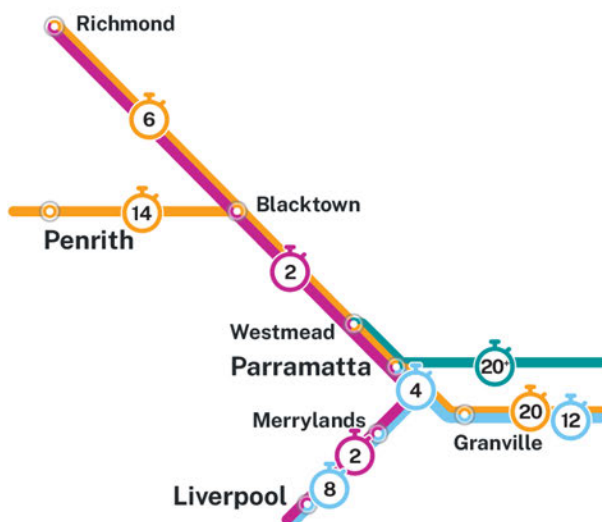 Richmond
6
Blacktown
14
Penrith
2
Westmead
Parramatta
20+
4
Merrylands
20
12
Granville
2
8
Liverpool